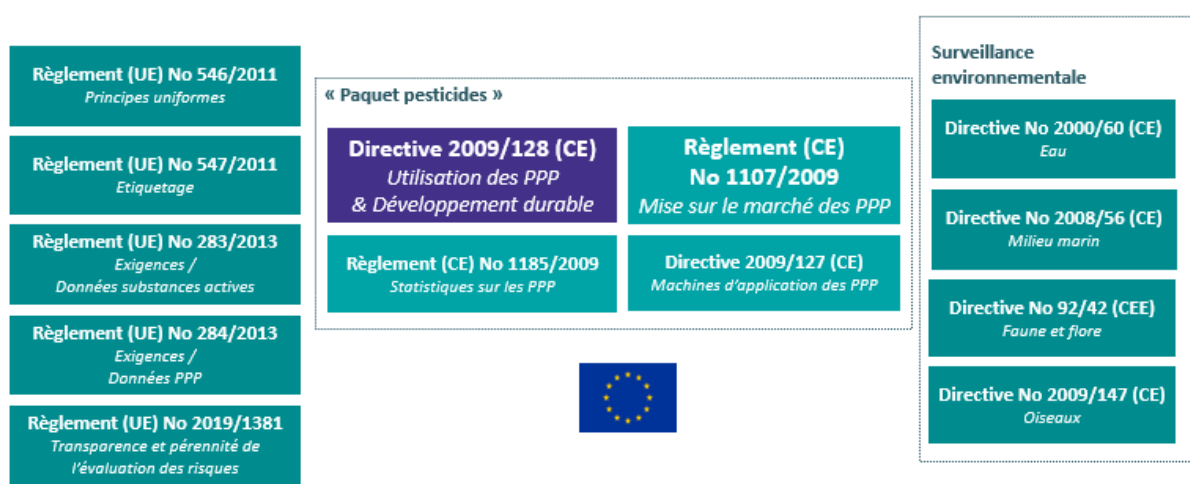 Règlement (UE) No 546/2011
Principes uniformes
Règlement (UE) No 547/2011
Etiquetage
Règlement (UE) No 283/2013
Exigences /
Données substances actives
Règlement (UE) No 284/2013
Exigences /
Données PPP
Règlement (UE) No 2019/1381
Transparence et pérennité de
l'évaluation des risques
« Paquet pesticides »
Directive 2009/128 (CE)
Utilisation des PPP
& Développement durable
Règlement (CE)
No 1107/2009
Mise sur le marché des PPP
Règlement (CE) No 1185/2009
Statistiques sur les PPP
Directive 2009/127 (CE)
Machines d'application des PPP
Surveillance
environnementale
Directive No 2000/60 (CE)
Eau
Directive No 2008/56 (CE)
Milieu marin
Directive No 92/42 (CEE)
Faune et flore
Directive No 2009/147 (CE)
Oiseaux